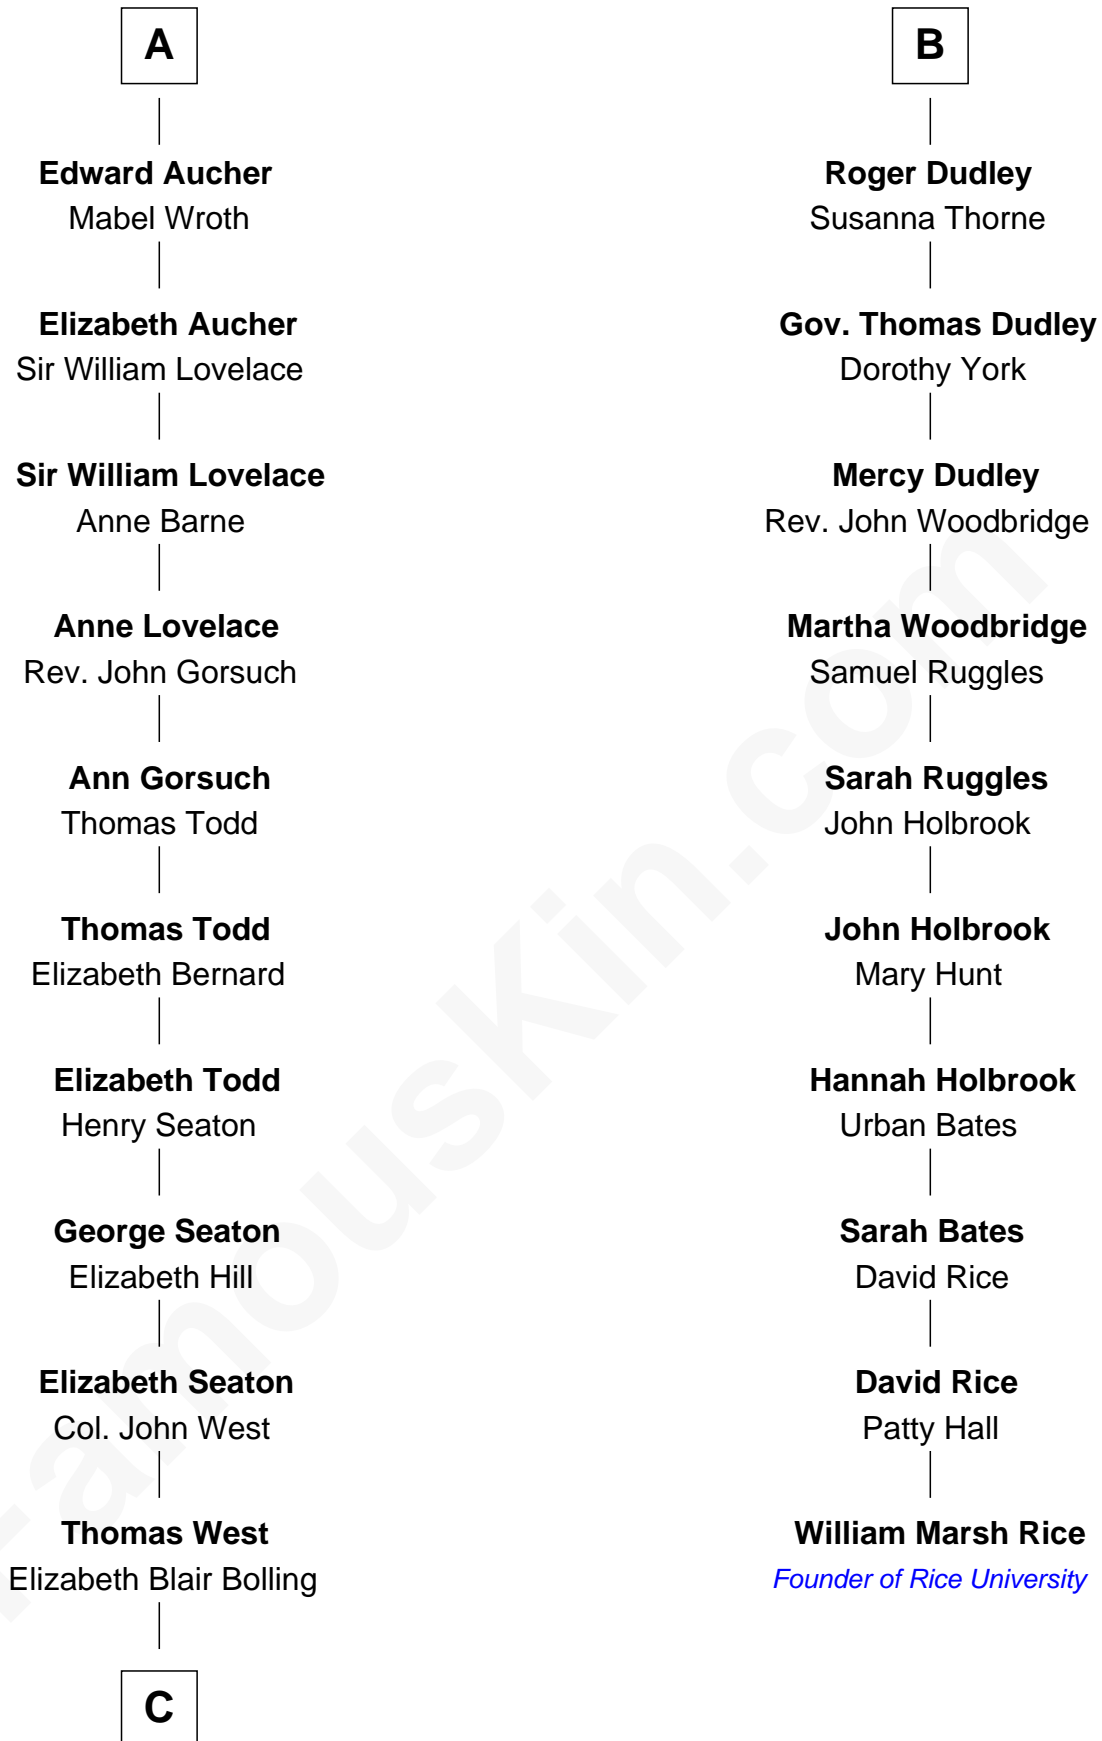 A
Edward Aucher
Mabel Wroth
Elizabeth Aucher
Sir William Lovelace
Sir William Lovelace
Anne Barne
Anne Lovelace
Rev. John Gorsuch
Ann Gorsuch
Thomas Todd
Thomas Todd
Elizabeth Bernard
Elizabeth Todd
Henry Seaton
George Seaton
Elizabeth Hill
Elizabeth Seaton
Col. John West
Thomas West
Elizabeth Blair Bolling
C
B
Roger Dudley
Susanna Thorne
Gov. Thomas Dudley
Dorothy York
Mercy Dudley
Rev. John Woodbridge
Martha Woodbridge
Samuel Ruggles
Sarah Ruggles
John Holbrook
John Holbrook
Mary Hunt
Hannah Holbrook
Urban Bates
Sarah Bates
David Rice
David Rice
Patty Hall
William Marsh Rice
Founder of Rice University
FamousKin.com